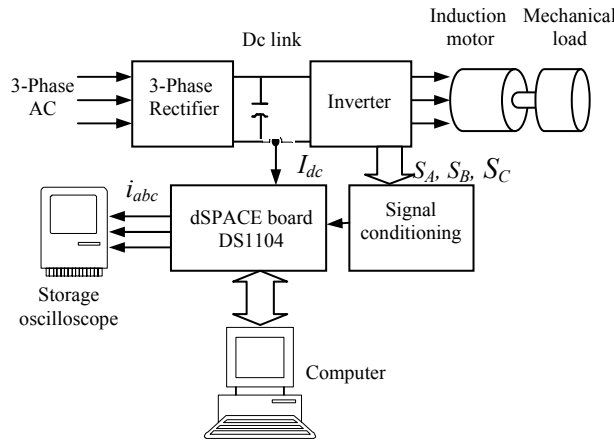 Dc link
Induction
motor
Mechanical
load
3-Phase
AC
3-Phase
Rectifier
Inverter
I_dc
S_A, S_B, S_C
i_abc
dSPACE board
DS1104
Signal
conditioning
Storage
oscilloscope
Computer